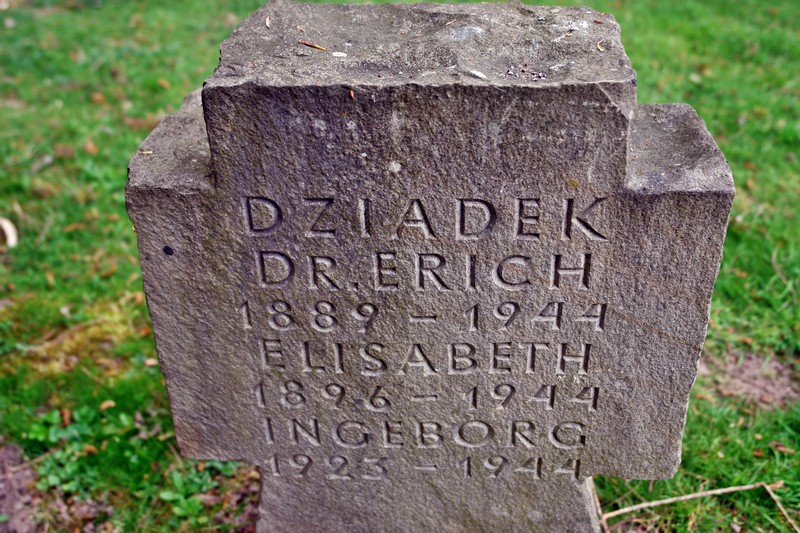 DZIADEK
DR. ERICH
1889 - 1944
ELISABETH
1896 - 1944
INGEBORG
1923 - 1944